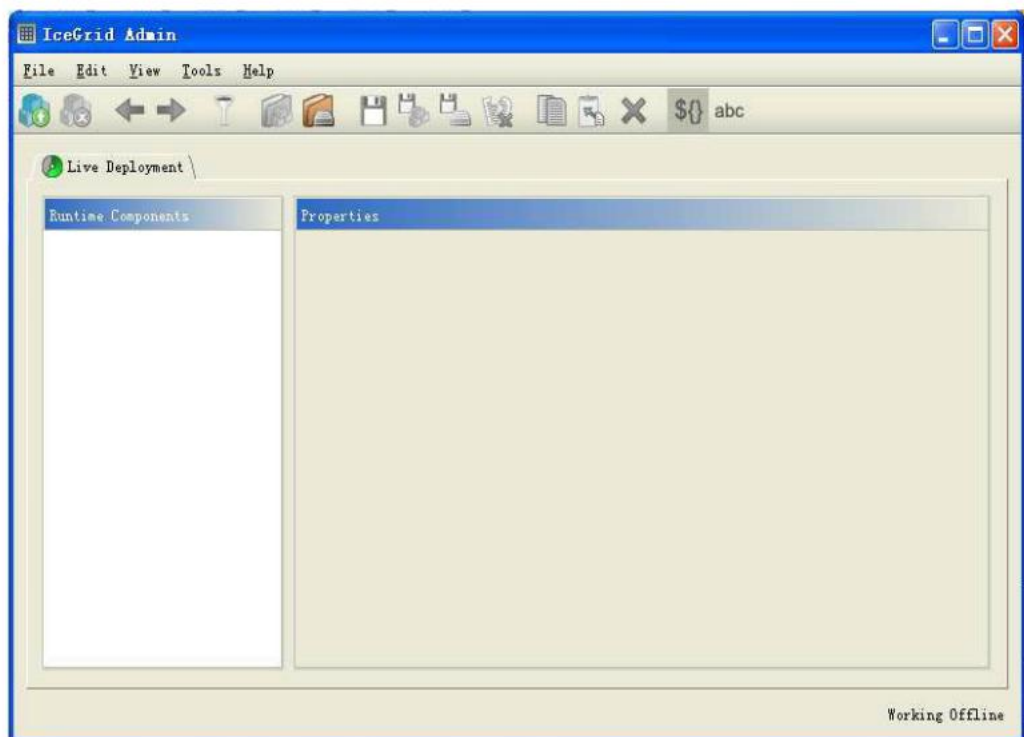 IceGrid Admin
File Edit View Tools Help
${} abc
Live Deployment
Runtime Components
Properties
Working Offline